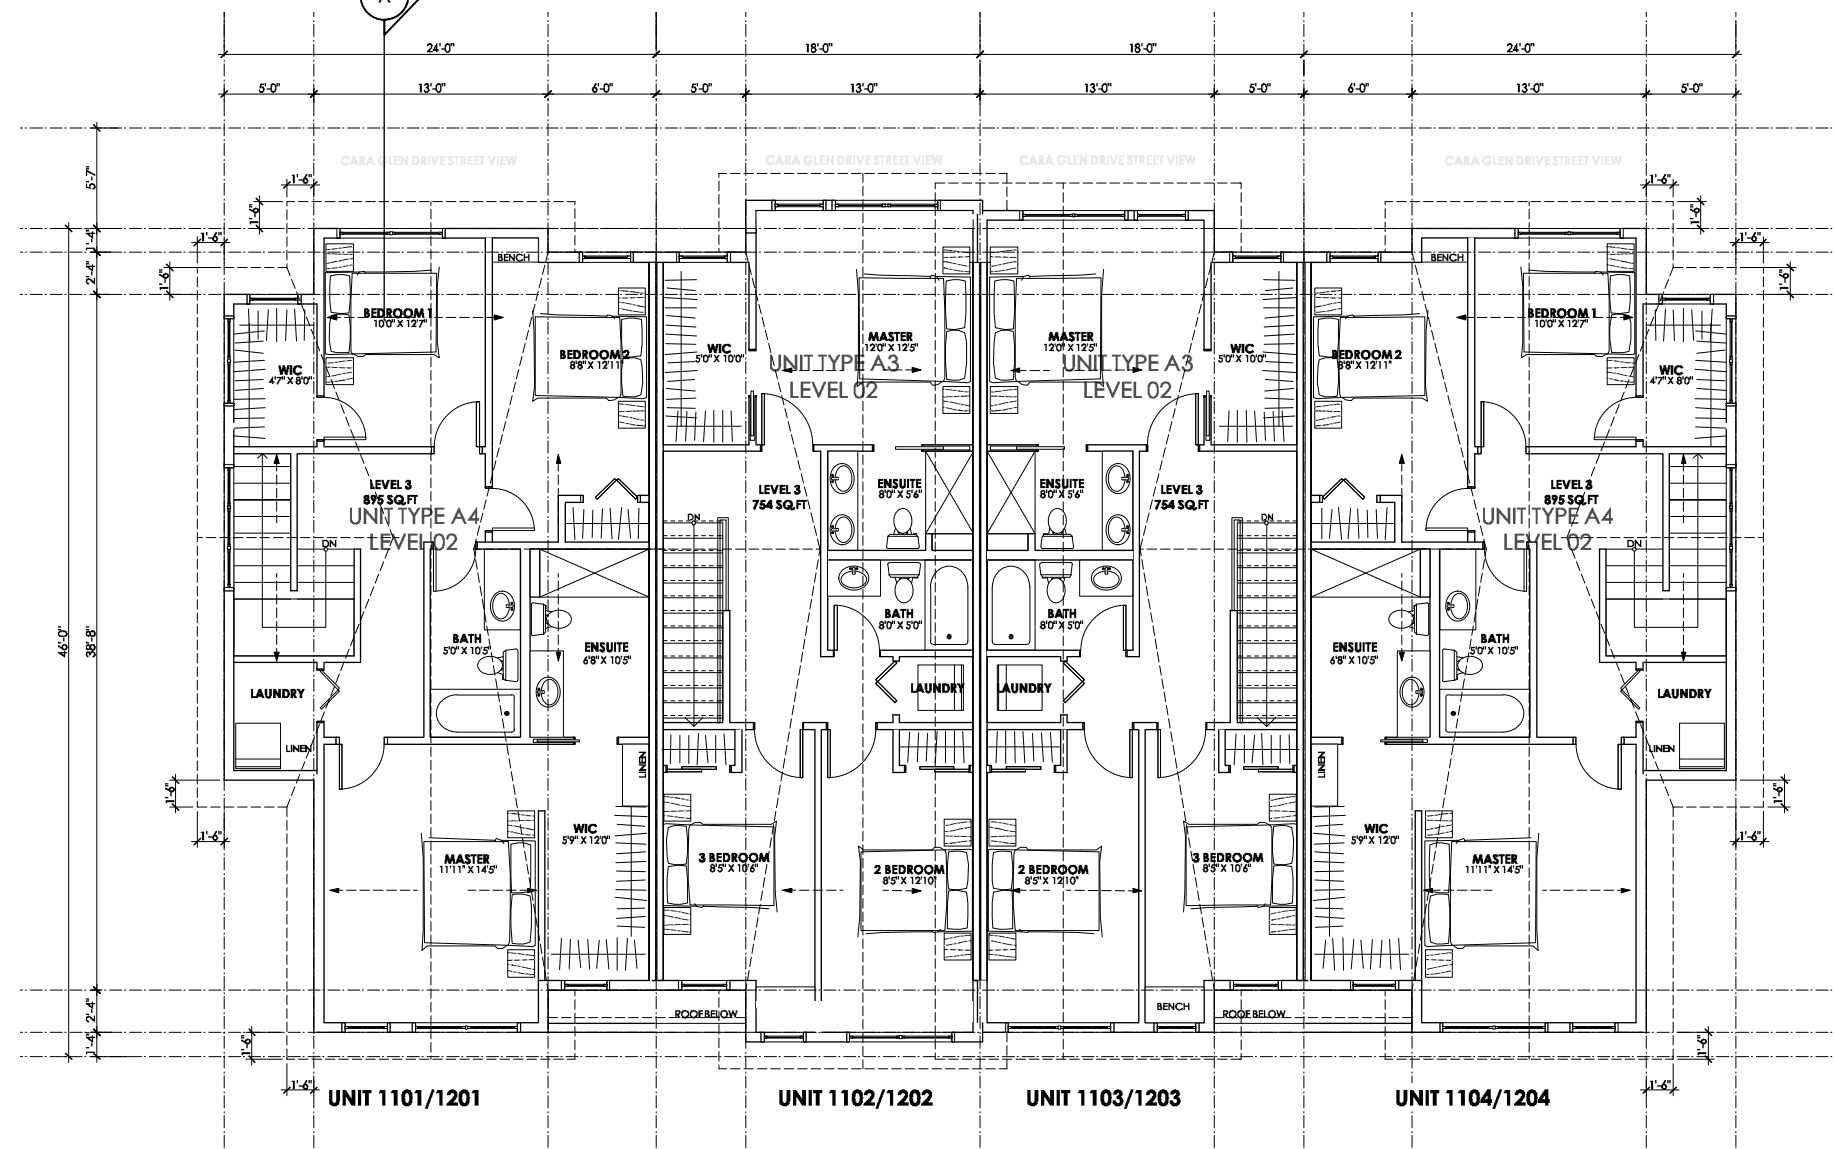 A
24'-0"
18'-0"
18'-0"
24'-0"
5'-0"
13'-0"
6'-0"
5'-0"
13'-0"
13'-0"
5'-0"
6'-0"
13'-0"
5'-0"
CARA GLEN DRIVE STREET VIEW
CARA GLEN DRIVE STREET VIEW
CARA GLEN DRIVE STREET VIEW
CARA GLEN DRIVE STREET VIEW
5'-7"
1'-6"
1'-6"
1'-6"
1'-6"
1'-6"
1'-6"
1'-6"
1'-6"
1'-4"
2'-4"
46'-0"
38'-8"
2'-4"
1'-4"
BENCH
BEDROOM 1
10'0" X 12'7"
BEDROOM 2
8'8" X 12'11"
WIC
4'7" X 8'0"
LEVEL 3
895 SQ.FT
UNIT TYPE A4
LEVEL 02
DN
BATH
5'0" X 10'5"
ENSUITE
6'8" X 10'5"
LAUNDRY
LINEN
LINEN
WIC
5'9" X 12'0"
MASTER
11'11" X 14'5"
WIC
5'0" X 10'0"
MASTER
12'0" X 12'5"
UNIT TYPE A3
LEVEL 02
LEVEL 3
754 SQ.FT
ENSUITE
8'0" X 5'6"
DN
BATH
8'0" X 5'0"
LAUNDRY
3 BEDROOM
8'5" X 10'6"
2 BEDROOM
8'5" X 12'10"
ROOF BELOW
MASTER
12'0" X 12'5"
WIC
5'0" X 10'0"
UNIT TYPE A3
LEVEL 02
ENSUITE
8'0" X 5'6"
LEVEL 3
754 SQ.FT
DN
BATH
8'0" X 5'0"
LAUNDRY
2 BEDROOM
8'5" X 12'10"
3 BEDROOM
8'5" X 10'6"
BENCH
ROOF BELOW
BENCH
BEDROOM 1
10'0" X 12'7"
BEDROOM 2
8'8" X 12'11"
WIC
4'7" X 8'0"
LEVEL 3
895 SQ.FT
UNIT TYPE A4
LEVEL 02
DN
ENSUITE
6'8" X 10'5"
BATH
5'0" X 10'5"
LAUNDRY
LINEN
LINEN
WIC
5'9" X 12'0"
MASTER
11'11" X 14'5"
1'-6"
1'-6"
1'-6"
1'-6"
1'-6"
1'-6"
1'-6"
1'-6"
UNIT 1101/1201
UNIT 1102/1202
UNIT 1103/1203
UNIT 1104/1204